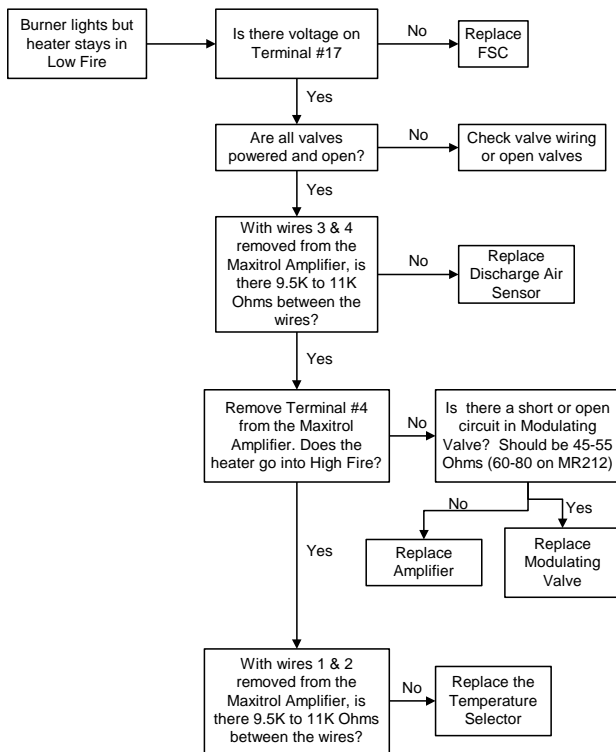 Burner lights but
heater stays in
Low Fire
Is there voltage on
Terminal #17
No
Replace
FSC
Yes
Are all valves
powered and open?
No
Check valve wiring
or open valves
Yes
With wires 3 & 4
removed from the
Maxitrol Amplifier, is
there 9.5K to 11K
Ohms between the
wires?
No
Replace
Discharge Air
Sensor
Yes
Remove Terminal #4
from the Maxitrol
Amplifier. Does the
heater go into High Fire?
No
Is there a short or open
circuit in Modulating
Valve? Should be 45-55
Ohms (60-80 on MR212)
No
Replace
Amplifier
Yes
Replace
Modulating
Valve
Yes
With wires 1 & 2
removed from the
Maxitrol Amplifier, is
there 9.5K to 11K Ohms
between the wires?
No
Replace the
Temperature
Selector